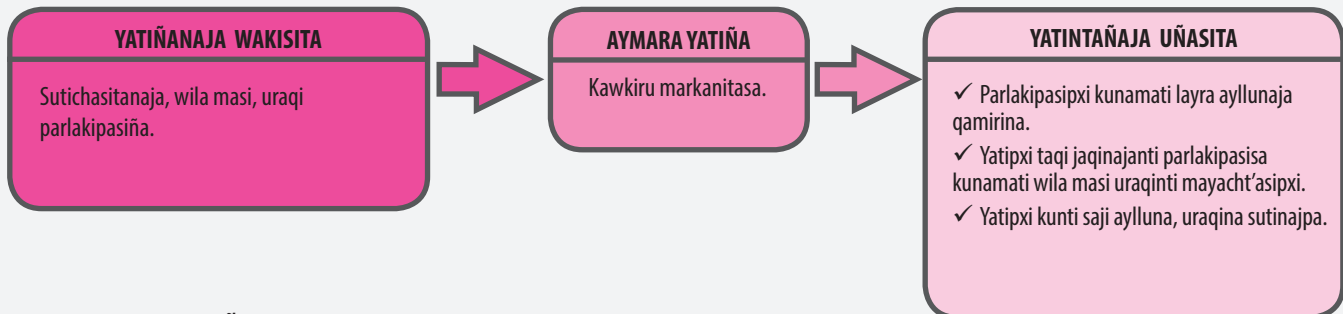 YATIÑANAJA WAKISITA
Sutichasitanaja, wila masi, uraqi
parlakipasiña.
AYMARA YATIÑA
Kawkiru markanitasa.
YATINTAÑAJA UÑASITA
✓ Parlakipasipxi kunamati layra ayllunaja
qamirina.
✓ Yatipxi taqi jaqinajanti parlakipasisa
kunamati wila masi uraqinti mayacht’asipxi.
✓ Yatipxi kunti saji aylluna, uraqina sutinajpa.